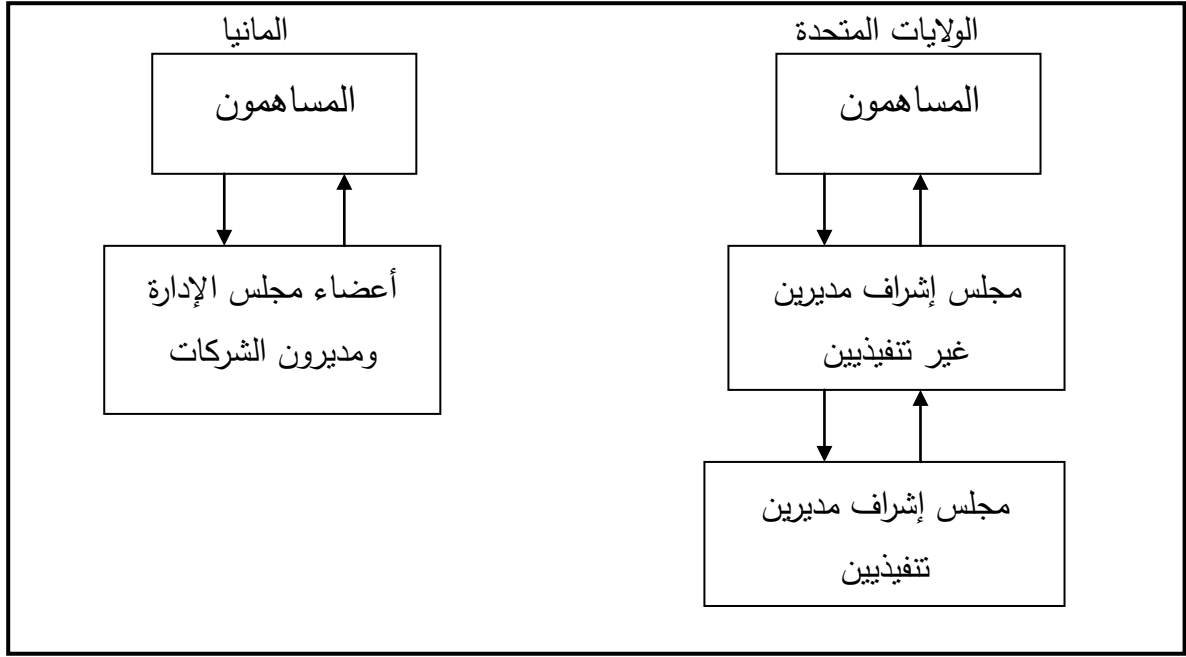 الولايات المتحدة
المساهمون
مجلس إشراف مديرين
غير تنفيذيين
مجلس إشراف مديرين
تنفيذيين
المانيا
المساهمون
أعضاء مجلس الإدارة
ومديرون الشركات